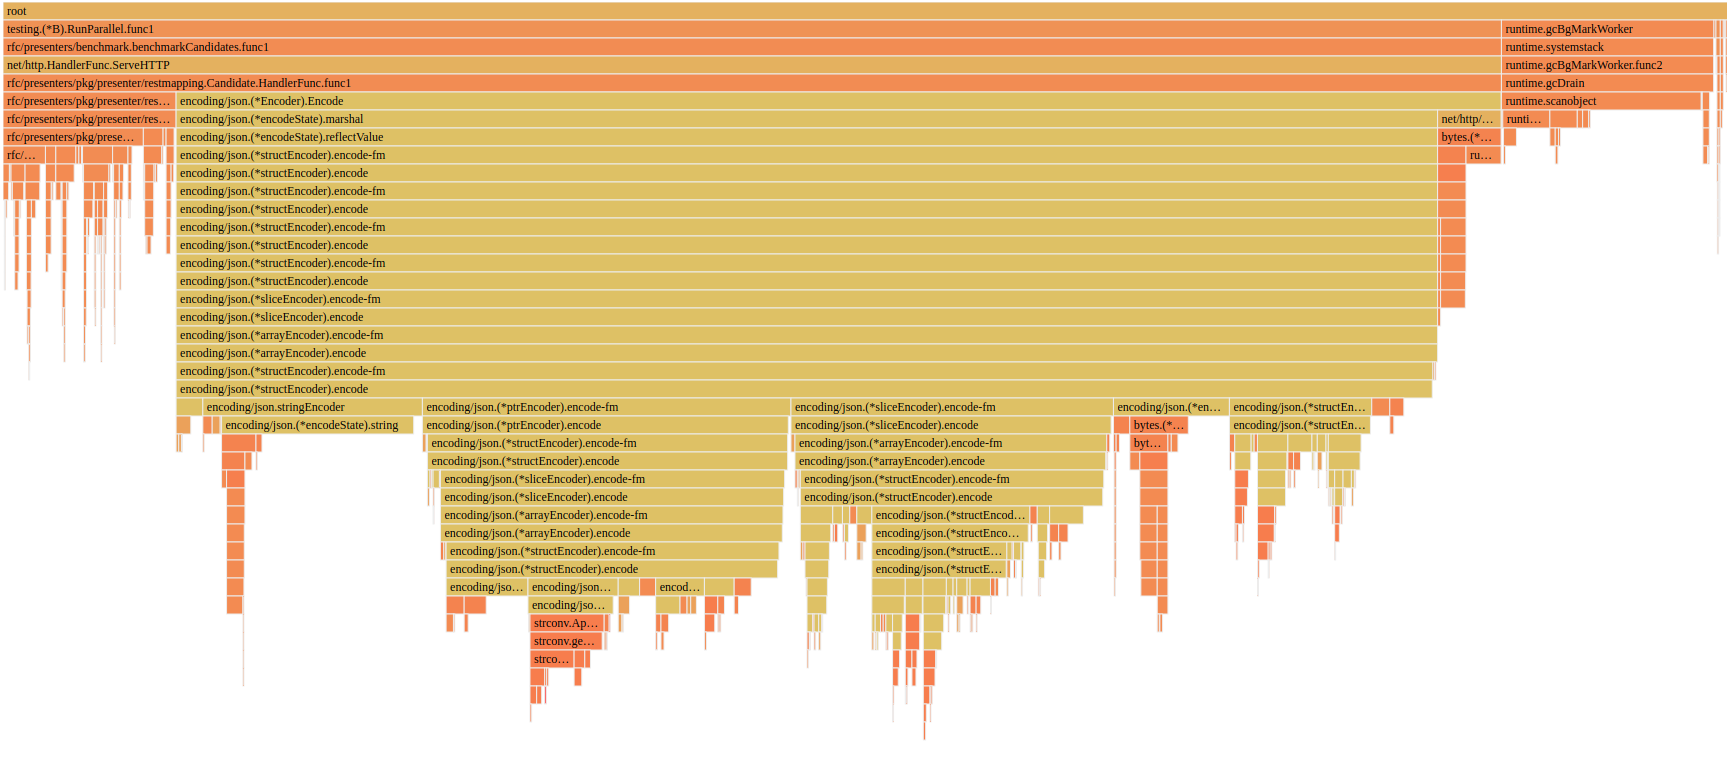 root
testing.(*B).RunParallel.func1 runtime.gcBgMarkWorker
rfc/presenters/benchmark.benchmarkCandidates.func1 runtime.systemstack
net/http.HandlerFunc.ServeHTTP runtime.gcBgMarkWorker.func2
rfc/presenters/pkg/presenter/restmapping.Candidate.HandlerFunc.func1 runtime.gcDrain
rfc/presenters/pkg/presenter/res… encoding/json.(*Encoder).Encode runtime.scanobject
rfc/presenters/pkg/presenter/res… encoding/json.(*encodeState).marshal net/http/… runti…
rfc/presenters/pkg/prese… encoding/json.(*encodeState).reflectValue bytes.(*…
rfc/… encoding/json.(*structEncoder).encode-fm ru…
encoding/json.(*structEncoder).encode
encoding/json.(*structEncoder).encode-fm
encoding/json.(*structEncoder).encode
encoding/json.(*structEncoder).encode-fm
encoding/json.(*structEncoder).encode
encoding/json.(*structEncoder).encode-fm
encoding/json.(*structEncoder).encode
encoding/json.(*sliceEncoder).encode-fm
encoding/json.(*sliceEncoder).encode
encoding/json.(*arrayEncoder).encode-fm
encoding/json.(*arrayEncoder).encode
encoding/json.(*structEncoder).encode-fm
encoding/json.(*structEncoder).encode
encoding/json.stringEncoder encoding/json.(*ptrEncoder).encode-fm encoding/json.(*sliceEncoder).encode-fm encoding/json.(*en… encoding/json.(*structEn…
encoding/json.(*encodeState).string encoding/json.(*ptrEncoder).encode encoding/json.(*sliceEncoder).encode bytes.(*… encoding/json.(*structEn…
encoding/json.(*structEncoder).encode-fm encoding/json.(*arrayEncoder).encode-fm byt…
encoding/json.(*structEncoder).encode encoding/json.(*arrayEncoder).encode
encoding/json.(*sliceEncoder).encode-fm encoding/json.(*structEncoder).encode-fm
encoding/json.(*sliceEncoder).encode encoding/json.(*structEncoder).encode
encoding/json.(*arrayEncoder).encode-fm encoding/json.(*structEncod…
encoding/json.(*arrayEncoder).encode encoding/json.(*structEnco…
encoding/json.(*structEncoder).encode-fm encoding/json.(*structE…
encoding/json.(*structEncoder).encode encoding/json.(*structE…
encoding/jso… encoding/json… encod…
encoding/jso…
strconv.Ap…
strconv.ge…
strco…